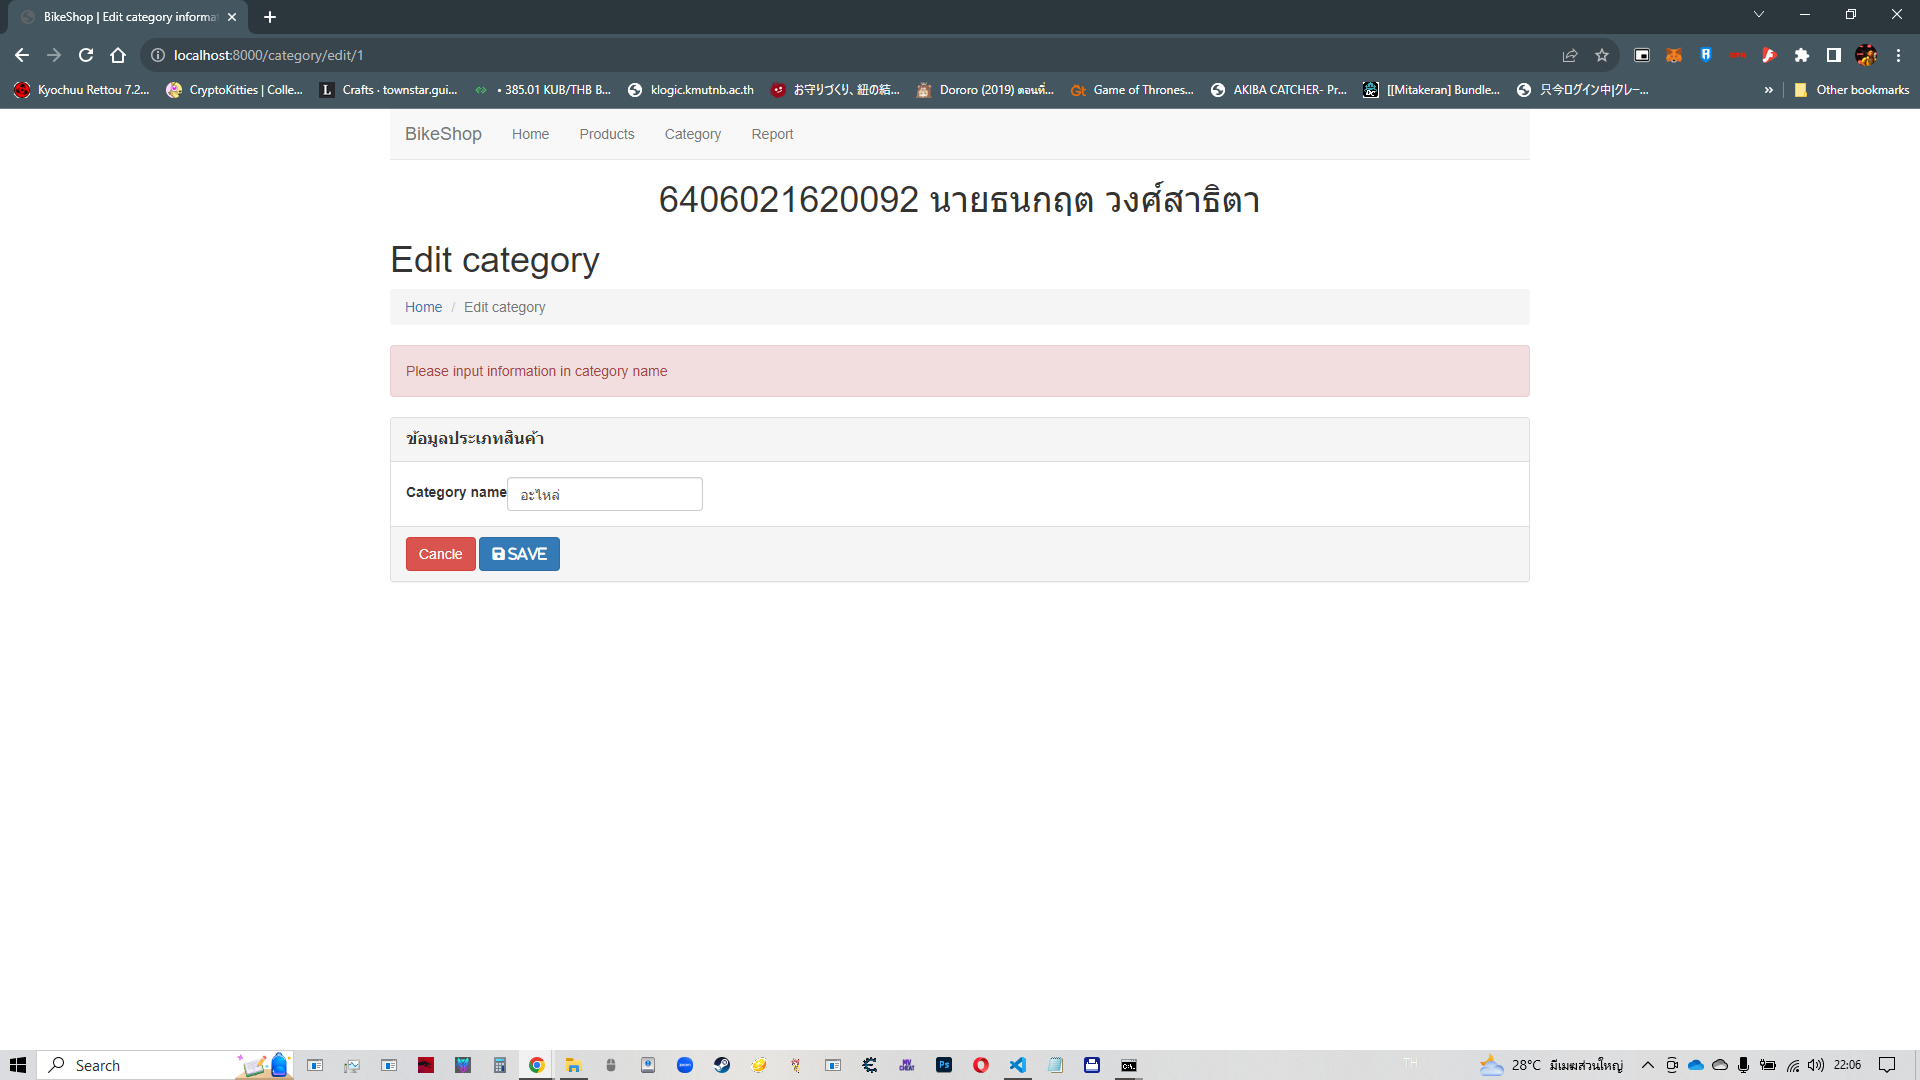 BikeShop | Edit category informa
localhost:8000/category/edit/1
Kyochuu Rettou 7.2...
CryptoKitties | Colle...
Crafts · townstar.gui...
• 385.01 KUB/THB B...
klogic.kmutnb.ac.th
お守りづくり、紐の結...
Dororo (2019) ตอนที่...
Game of Thrones...
AKIBA CATCHER- Pr...
[[Mitakeran] Bundle...
只今ログイン中|クレー...
»
Other bookmarks
BikeShop Home Products Category Report
6406021620092 นายธนกฤต วงศ์สาธิตา
Edit category
Home / Edit category
Please input information in category name
ข้อมูลประเภทสินค้า
Category name อะไหล่
Cancle SAVE
Search
TH
28°C มีเมฆส่วนใหญ่
22:06